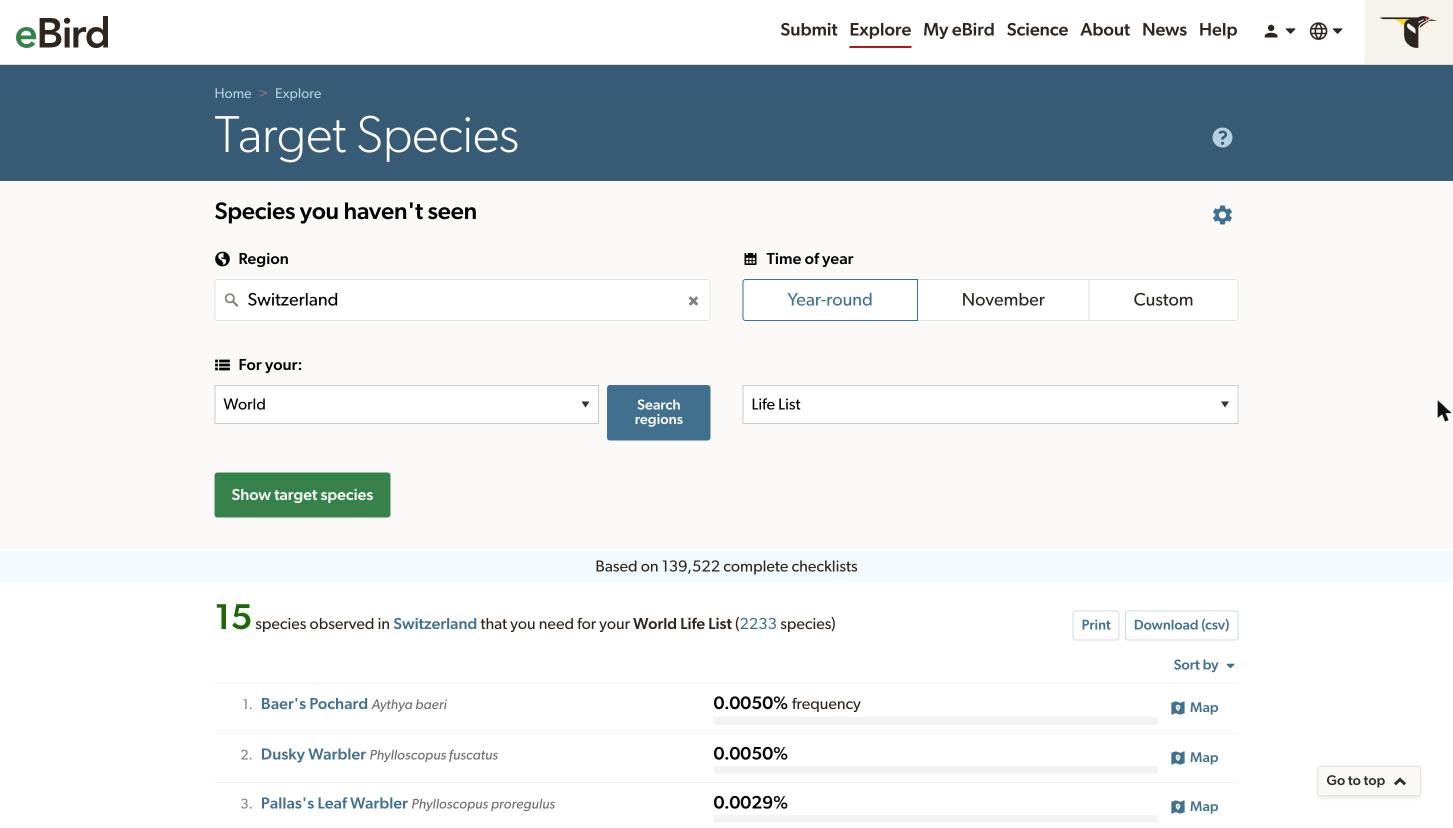 eBird
Submit Explore My eBird Science About News Help
Home > Explore
Target Species
?
Species you haven't seen
Region
Time of year
Switzerland
Year-round November Custom
For your:
World
Search
regions
Life List
Show target species
Based on 139,522 complete checklists
15 species observed in Switzerland that you need for your World Life List (2233 species)
Print Download (csv)
Sort by
1. Baer's Pochard Aythya baeri 0.0050% frequency Map
2. Dusky Warbler Phylloscopus fuscatus 0.0050% Map
3. Pallas's Leaf Warbler Phylloscopus proregulus 0.0029% Map
Go to top